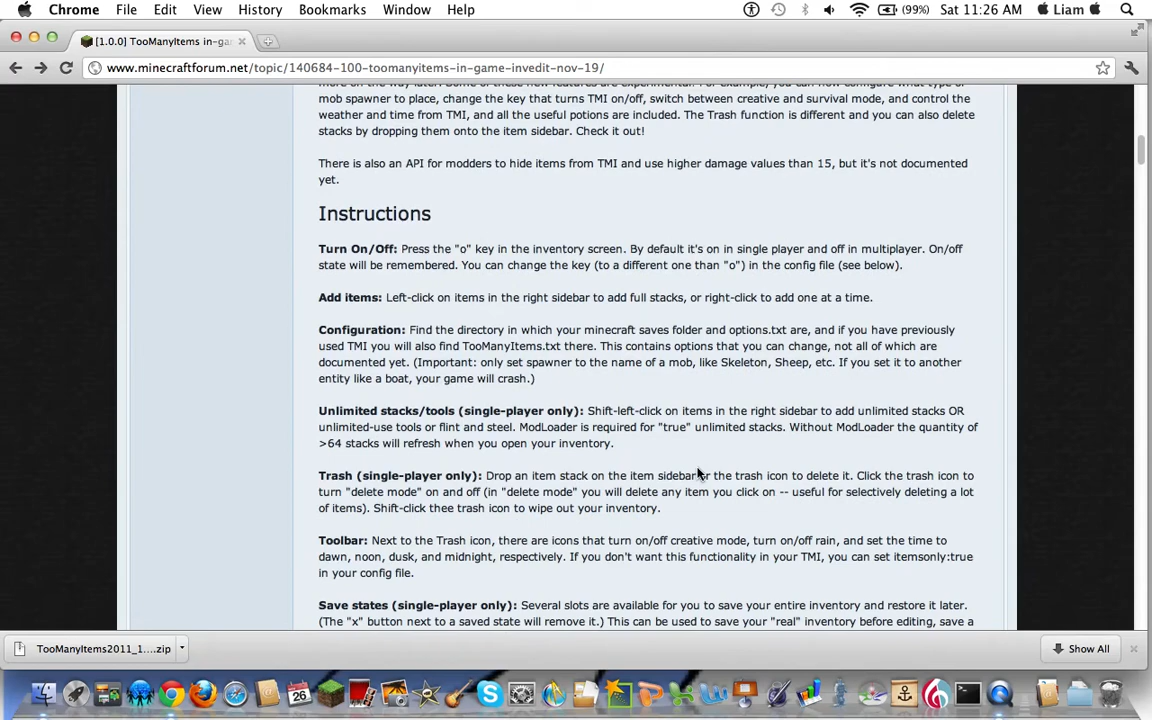 Chrome File Edit View History Bookmarks Window Help (99%) Sat 11:26 AM Liam
[1.0.0] TooManyItems in-ga
www.minecraftforum.net/topic/140684-100-toomanyitems-in-game-invedit-nov-19/
mob spawner to place, change the key that turns TMI on/off, switch between creative and survival mode, and control the
weather and time from TMI, and all the useful potions are included. The Trash function is different and you can also delete
stacks by dropping them onto the item sidebar. Check it out!
There is also an API for modders to hide items from TMI and use higher damage values than 15, but it's not documented
yet.
Instructions
Turn On/Off: Press the "o" key in the inventory screen. By default it's on in single player and off in multiplayer. On/off
state will be remembered. You can change the key (to a different one than "o") in the config file (see below).
Add items: Left-click on items in the right sidebar to add full stacks, or right-click to add one at a time.
Configuration: Find the directory in which your minecraft saves folder and options.txt are, and if you have previously
used TMI you will also find TooManyItems.txt there. This contains options that you can change, not all of which are
documented yet. (Important: only set spawner to the name of a mob, like Skeleton, Sheep, etc. If you set it to another
entity like a boat, your game will crash.)
Unlimited stacks/tools (single-player only): Shift-left-click on items in the right sidebar to add unlimited stacks OR
unlimited-use tools or flint and steel. ModLoader is required for "true" unlimited stacks. Without ModLoader the quantity of
>64 stacks will refresh when you open your inventory.
Trash (single-player only): Drop an item stack on the item sidebar or the trash icon to delete it. Click the trash icon to
turn "delete mode" on and off (in "delete mode" you will delete any item you click on -- useful for selectively deleting a lot
of items). Shift-click thee trash icon to wipe out your inventory.
Toolbar: Next to the Trash icon, there are icons that turn on/off creative mode, turn on/off rain, and set the time to
dawn, noon, dusk, and midnight, respectively. If you don't want this functionality in your TMI, you can set itemsonly:true
in your config file.
Save states (single-player only): Several slots are available for you to save your entire inventory and restore it later.
(The "x" button next to a saved state will remove it.) This can be used to save your "real" inventory before editing, save a
TooManyItems2011_1....zip Show All
26